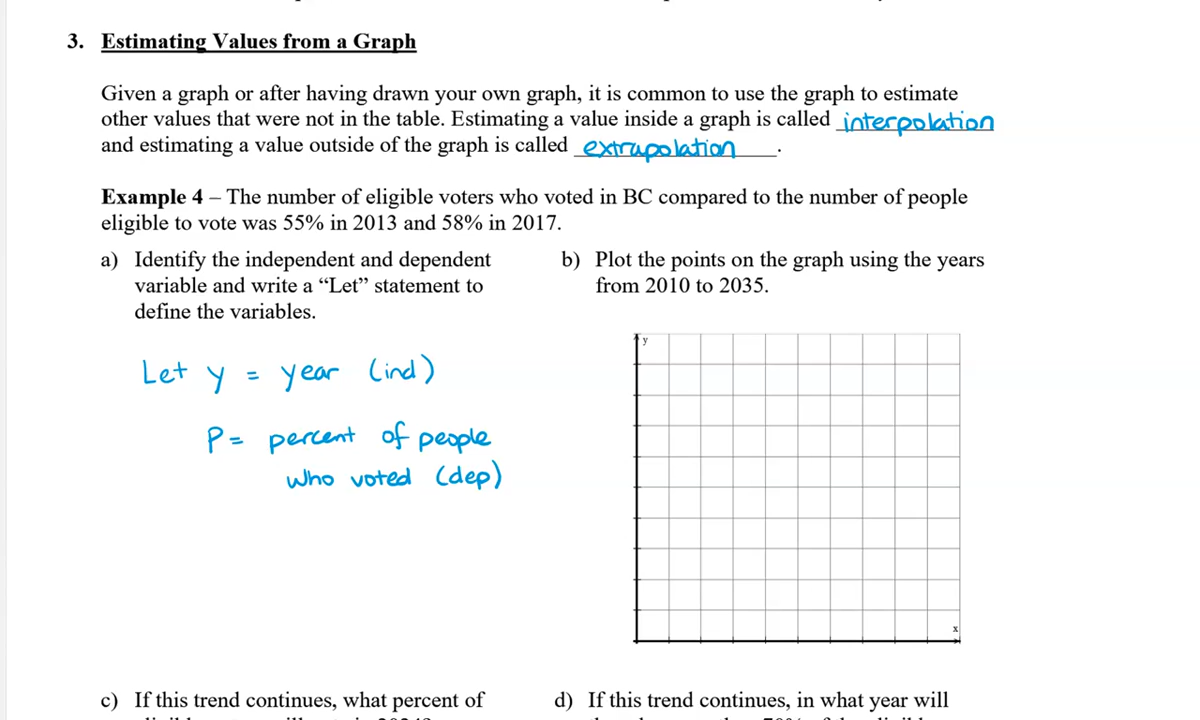 3. Estimating Values from a Graph
Given a graph or after having drawn your own graph, it is common to use the graph to estimate
other values that were not in the table. Estimating a value inside a graph is called interpolation
and estimating a value outside of the graph is called extrapolation.
Example 4 – The number of eligible voters who voted in BC compared to the number of people
eligible to vote was 55% in 2013 and 58% in 2017.
a) Identify the independent and dependent
variable and write a “Let” statement to
define the variables.
Let y = year (ind)
P = percent of people
who voted (dep)
b) Plot the points on the graph using the years
from 2010 to 2035.
y
x
c) If this trend continues, what percent of
d) If this trend continues, in what year will